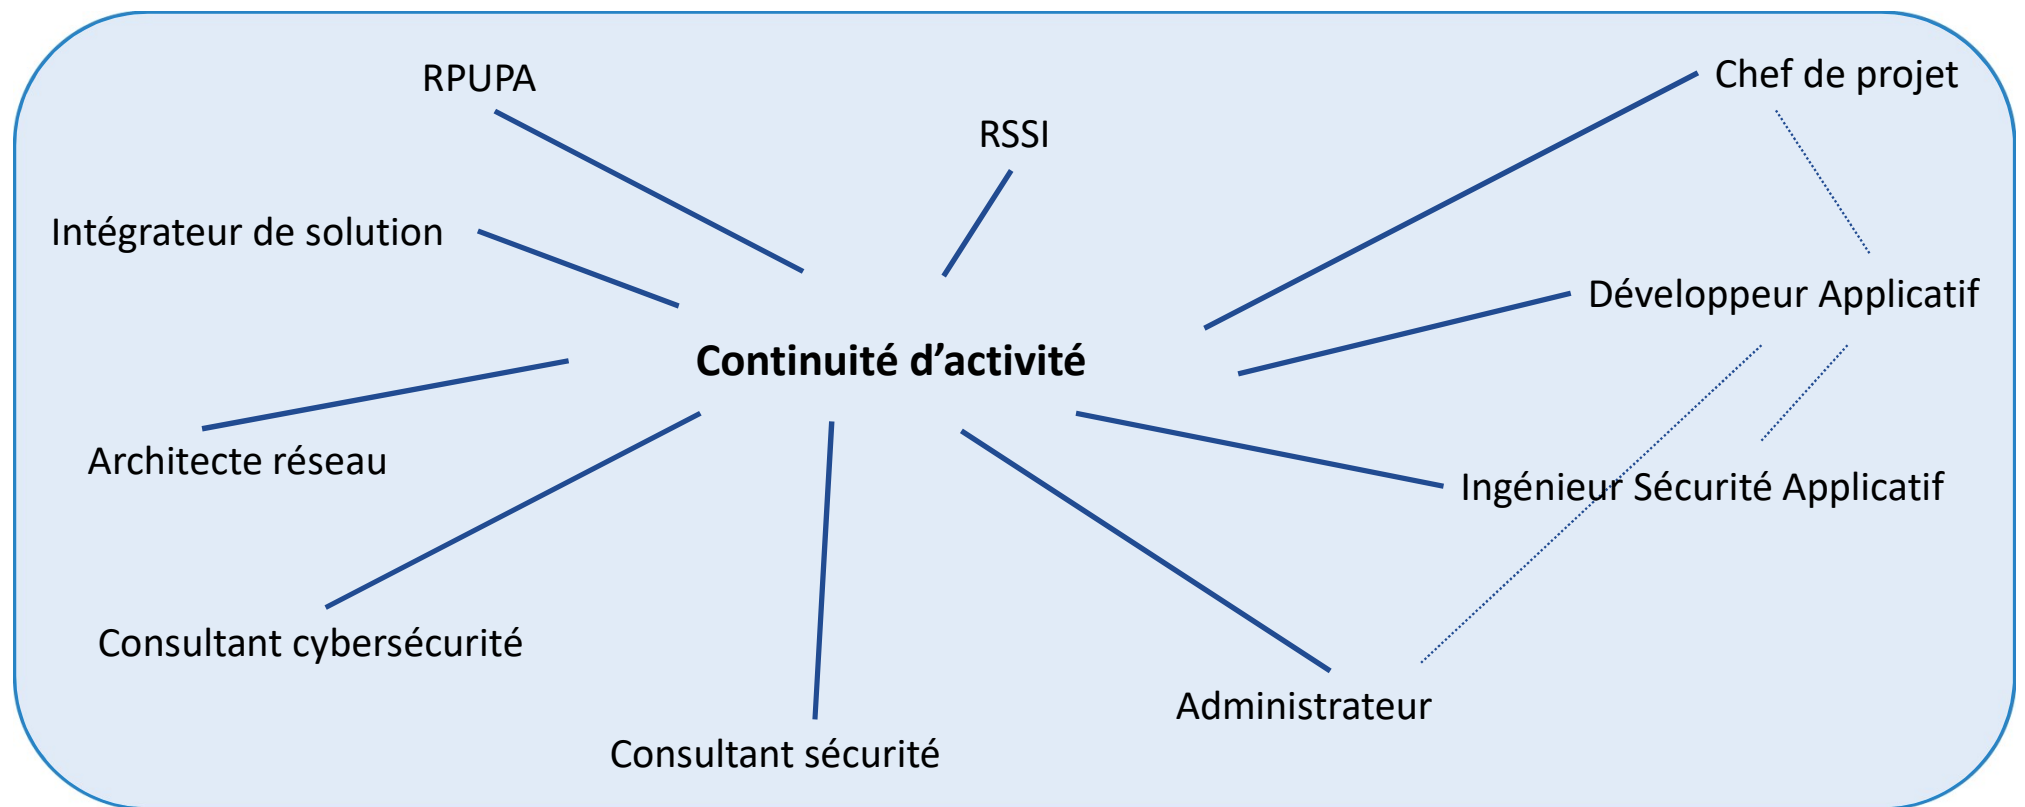 RPUPA
Chef de projet
RSSI
Intégrateur de solution
Développeur Applicatif
Continuité d’activité
Architecte réseau
Ingénieur Sécurité Applicatif
Consultant cybersécurité
Administrateur
Consultant sécurité